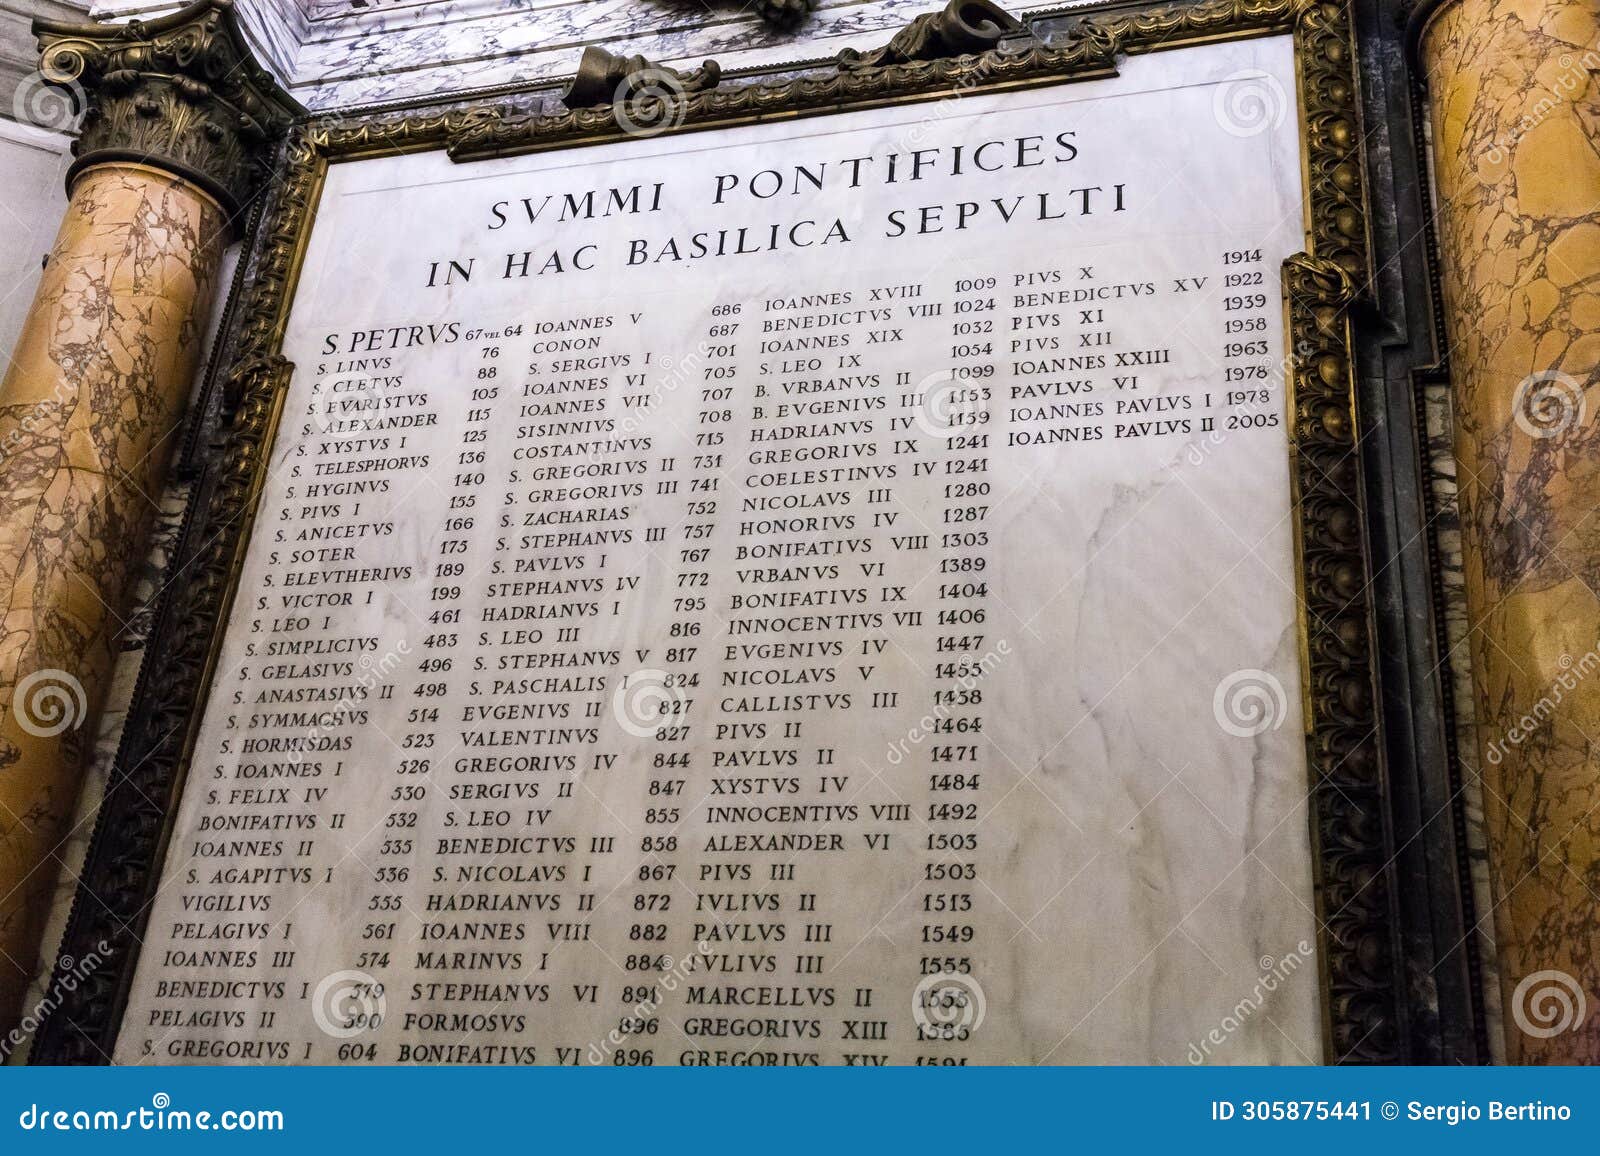 SVMMI PONTIFICES
IN HAC BASILICA SEPVLTI
S. PETRVS 67 VEL 64
S. LINVS 76
S. CLETVS 88
S. EVARISTVS 105
S. ALEXANDER 115
S. XYSTVS I 125
S. TELESPHORVS 136
S. HYGINVS 140
S. PIVS I 155
S. ANICETVS 166
S. SOTER 175
S. ELEVTHERIVS 189
S. VICTOR I 199
S. LEO I 461
S. SIMPLICIVS 483
S. GELASIVS 496
S. ANASTASIVS II 498
S. SYMMACHVS 514
S. HORMISDAS 523
S. IOANNES I 526
S. FELIX IV 530
BONIFATIVS II 532
IOANNES II 535
S. AGAPITVS I 536
VIGILIVS 555
PELAGIVS I 561
IOANNES III 574
BENEDICTVS I 579
PELAGIVS II 590
S. GREGORIVS I 604
IOANNES V 686
CONON 687
S. SERGIVS I 701
IOANNES VI 705
IOANNES VII 707
SISINNIVS 708
COSTANTINVS 715
S. GREGORIVS II 731
S. GREGORIVS III 741
S. ZACHARIAS 752
S. STEPHANVS III 757
S. PAVLVS I 767
STEPHANVS IV 772
HADRIANVS I 795
S. LEO III 816
S. STEPHANVS V 817
S. PASCHALIS I 824
EVGENIVS II 827
VALENTINVS 827
GREGORIVS IV 844
SERGIVS II 847
S. LEO IV 855
BENEDICTVS III 858
S. NICOLAVS I 867
HADRIANVS II 872
IOANNES VIII 882
MARINVS I 884
STEPHANVS VI 891
FORMOSVS 896
BONIFATIVS VI 896
IOANNES XVIII 1009
BENEDICTVS VIII 1024
IOANNES XIX 1032
S. LEO IX 1054
B. VRBANVS II 1099
B. EVGENIVS III 1153
HADRIANVS IV 1159
GREGORIVS IX 1241
COELESTINVS IV 1241
NICOLAVS III 1280
HONORIVS IV 1287
BONIFATIVS VIII 1303
VRBANVS VI 1389
BONIFATIVS IX 1404
INNOCENTIVS VII 1406
EVGENIVS IV 1447
NICOLAVS V 1455
CALLISTVS III 1458
PIVS II 1464
PAVLVS II 1471
XYSTVS IV 1484
INNOCENTIVS VIII 1492
ALEXANDER VI 1503
PIVS III 1503
IVLIVS II 1513
PAVLVS III 1549
IVLIVS III 1555
MARCELLVS II 1555
GREGORIVS XIII 1585
GREGORIVS XIV 1591
PIVS X 1914
BENEDICTVS XV 1922
PIVS XI 1939
PIVS XII 1958
IOANNES XXIII 1963
PAVLVS VI 1978
IOANNES PAVLVS I 1978
IOANNES PAVLVS II 2005
dreamstime.com
ID 305875441 © Sergio Bertino